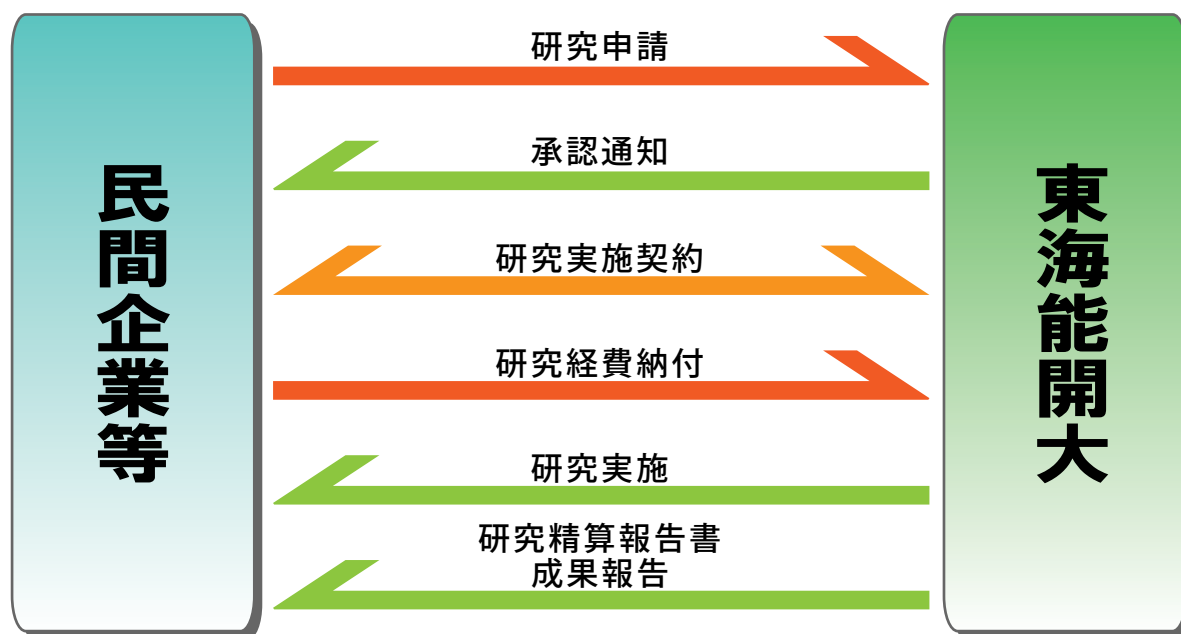 民間企業等
研究申請
承認通知
研究実施契約
研究経費納付
研究実施
研究精算報告書
成果報告
東海能開大